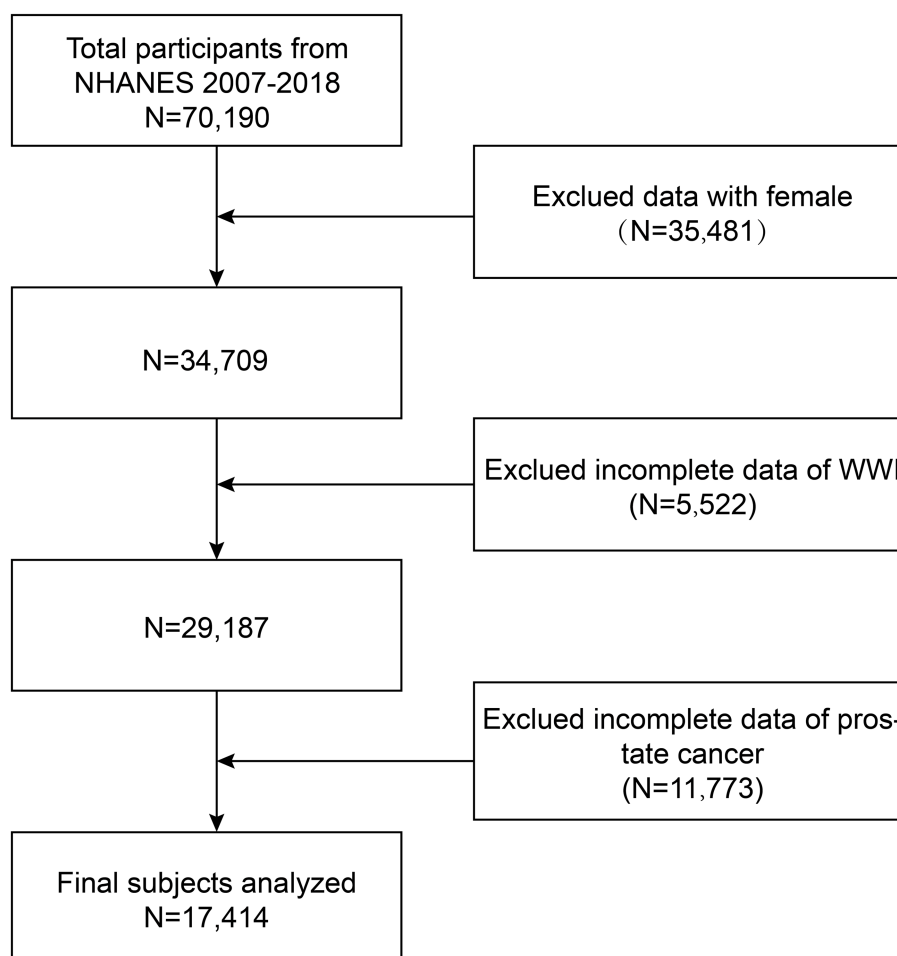 Total participants from
NHANES 2007-2018
N=70,190
Exclued data with female
（N=35,481）
N=34,709
Exclued incomplete data of WWI
(N=5,522)
N=29,187
Exclued incomplete data of pros-
tate cancer
(N=11,773)
Final subjects analyzed
N=17,414